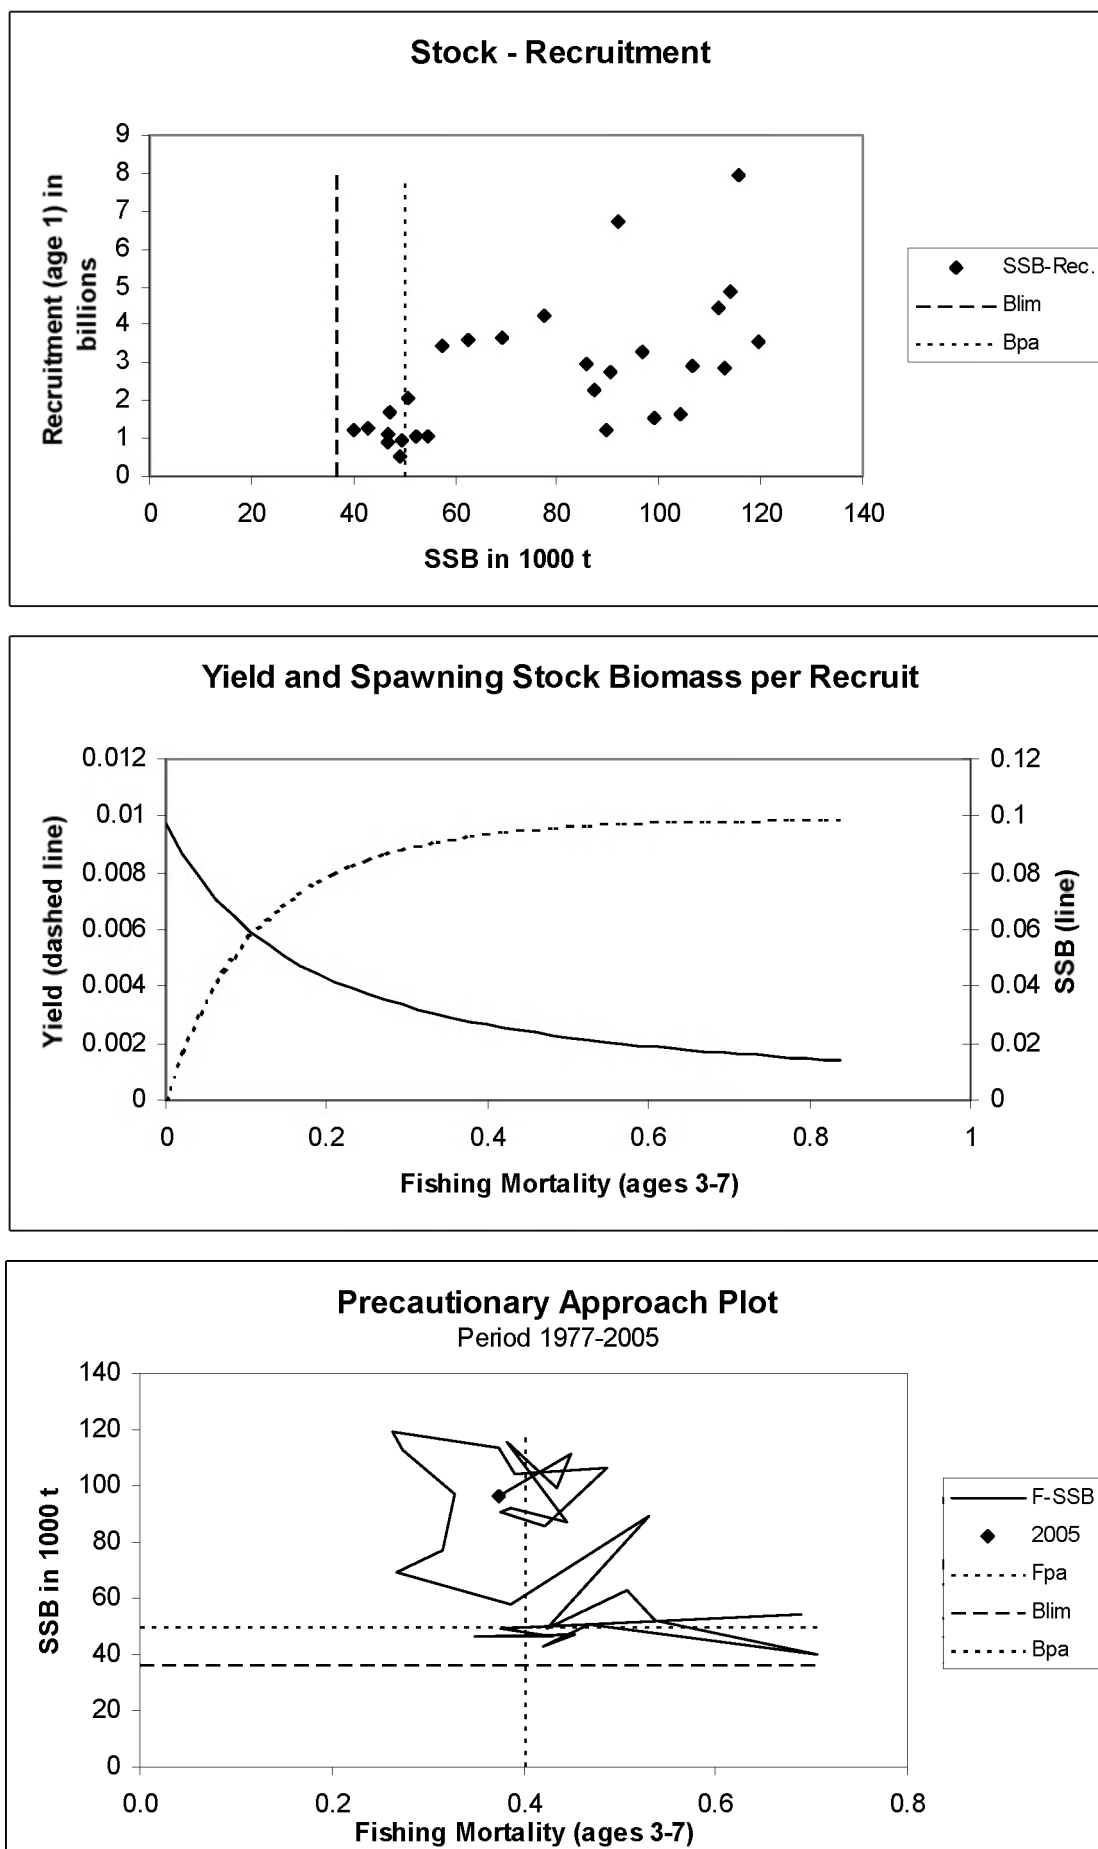 Stock - Recruitment
Recruitment (age 1) in
billions
9
8
7
6
5
4
3
2
1
0
0 20 40 60 80 100 120 140
SSB in 1000 t
SSB-Rec.
Blim
Bpa
Yield and Spawning Stock Biomass per Recruit
Yield (dashed line)
0.012
0.01
0.008
0.006
0.004
0.002
0
0.12
0.1
0.08
0.06
0.04
0.02
0
SSB (line)
0 0.2 0.4 0.6 0.8 1
Fishing Mortality (ages 3-7)
Precautionary Approach Plot
Period 1977-2005
SSB in 1000 t
140
120
100
80
60
40
20
0
0.0 0.2 0.4 0.6 0.8
Fishing Mortality (ages 3-7)
F-SSB
2005
Fpa
Blim
Bpa